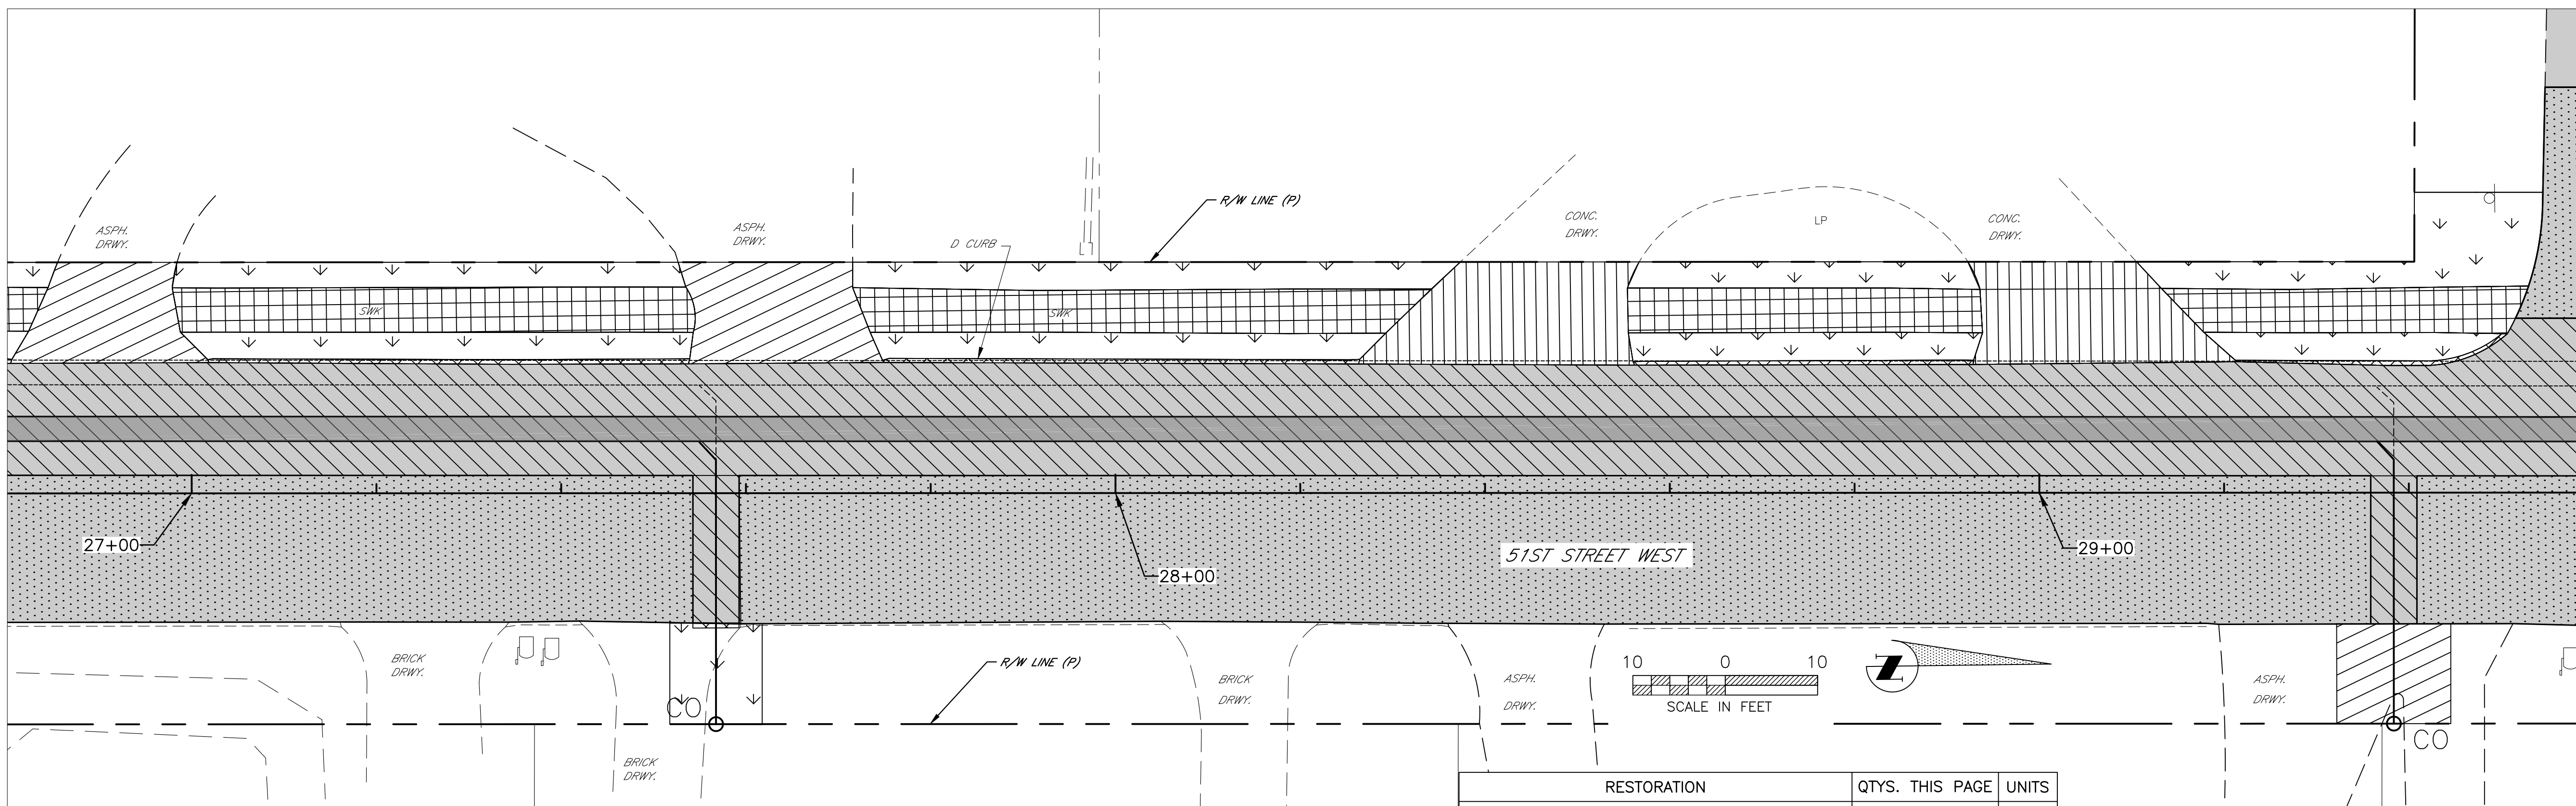 R/W LINE (P)
ASPH.
DRWY.
ASPH.
DRWY.
D CURB
CONC.
DRWY.
LP
CONC.
DRWY.
SWK
SWK
27+00
28+00
51ST STREET WEST
29+00
BRICK
DRWY.
R/W LINE (P)
BRICK
DRWY.
ASPH.
DRWY.
10 0 10
SCALE IN FEET
N
ASPH.
DRWY.
CO
CO
BRICK
DRWY.
RESTORATION QTYS. THIS PAGE UNITS